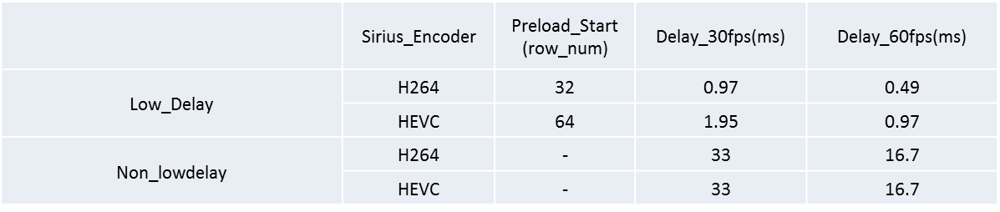 Sirius_Encoder Preload_Start (row_num) Delay_30fps(ms) Delay_60fps(ms)
Low_Delay H264 32 0.97 0.49
HEVC 64 1.95 0.97
Non_lowdelay H264 - 33 16.7
HEVC - 33 16.7